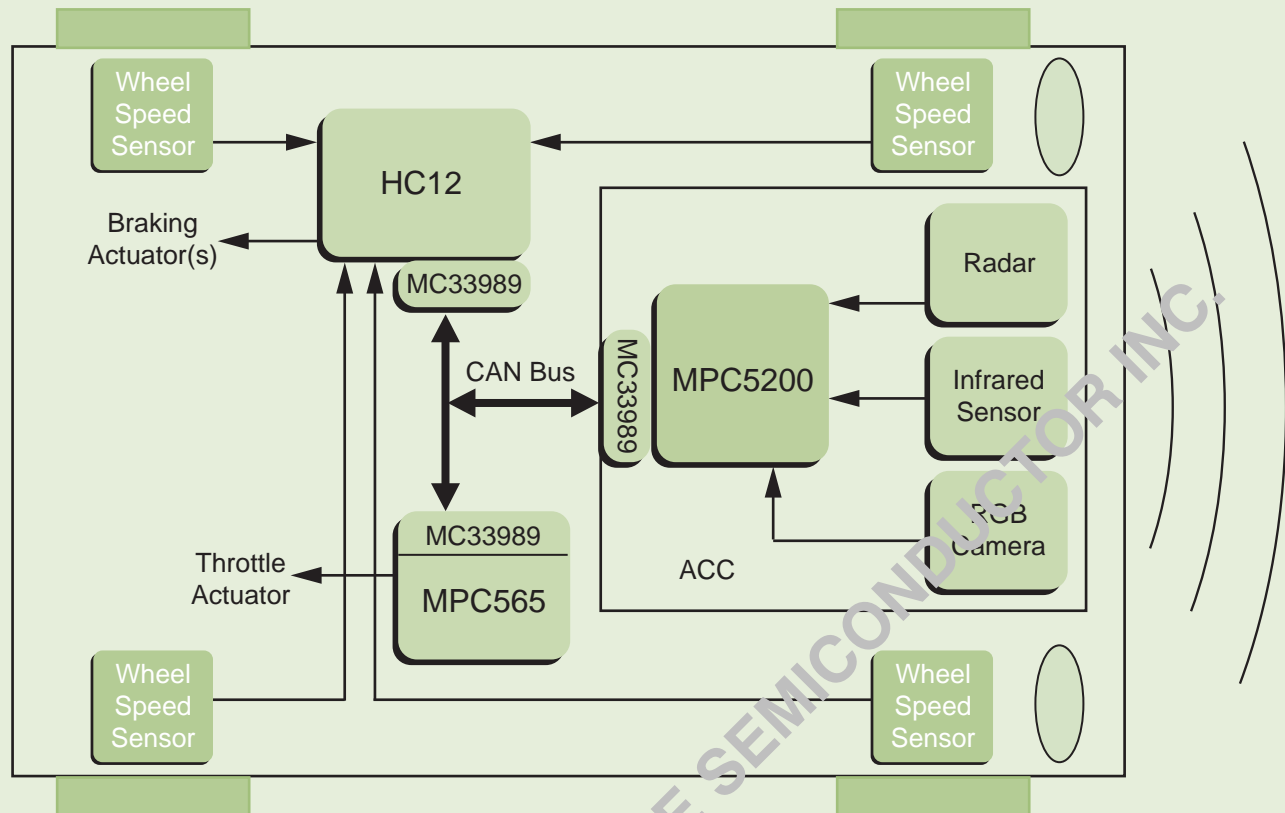 Wheel
Speed
Sensor
Wheel
Speed
Sensor
HC12
Braking
Actuator(s)
MC33989
Radar
CAN Bus
MC33989
MPC5200
Infrared
Sensor
MC33989
MPC565
RGB
Camera
ACC
Throttle
Actuator
Wheel
Speed
Sensor
Wheel
Speed
Sensor
SEMICONDUCTOR INC.